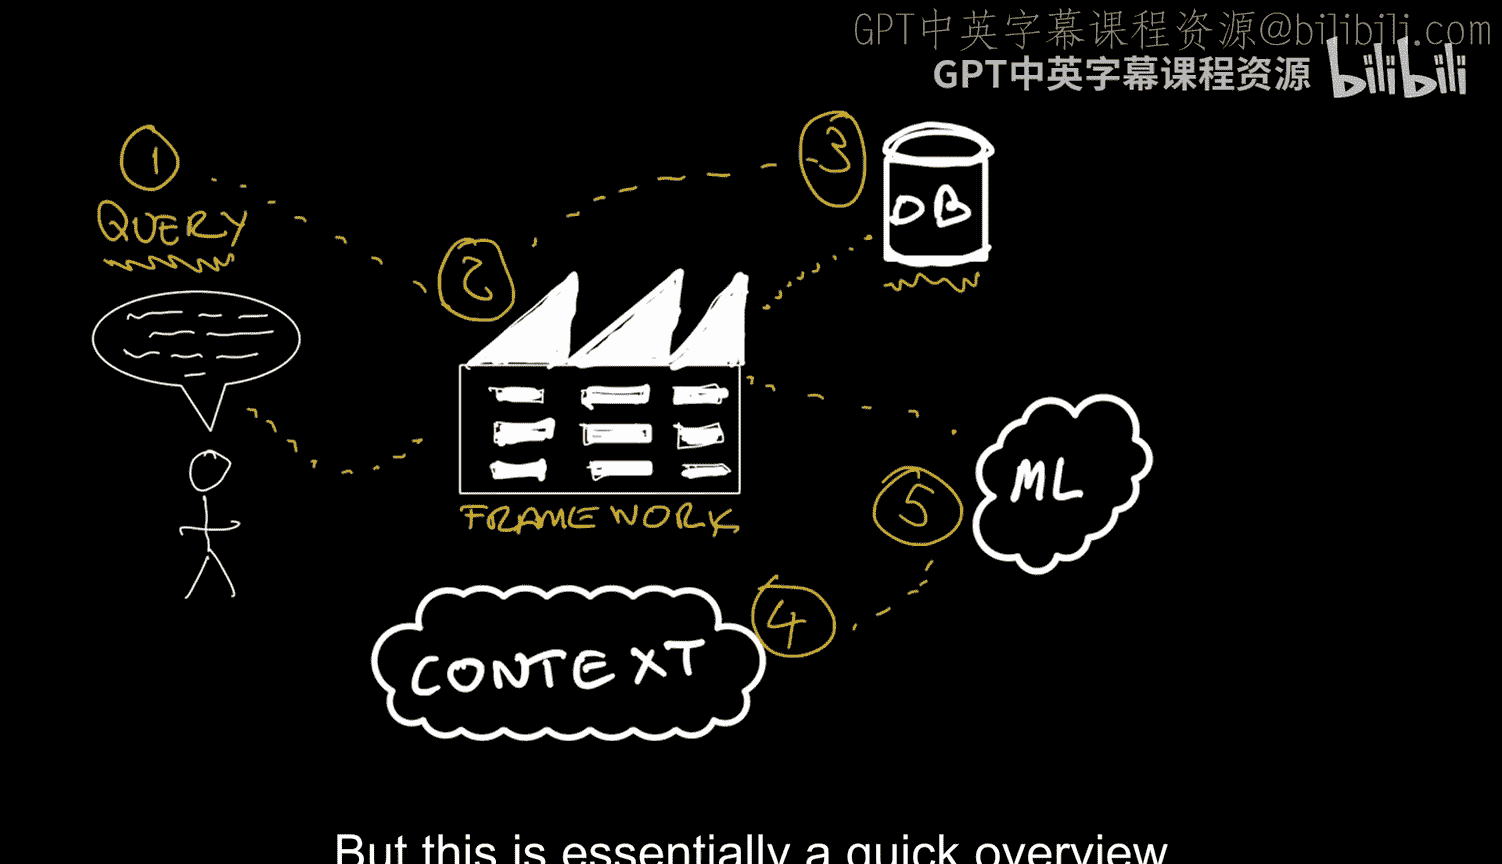 GPT中英字幕课程资源@bilibili.com
GPT中英字幕课程资源 bilibili
1
QUERY
2
3
DB
FRAMEWORK
ML
5
4
CONTEXT
But this is essentially a quick overview